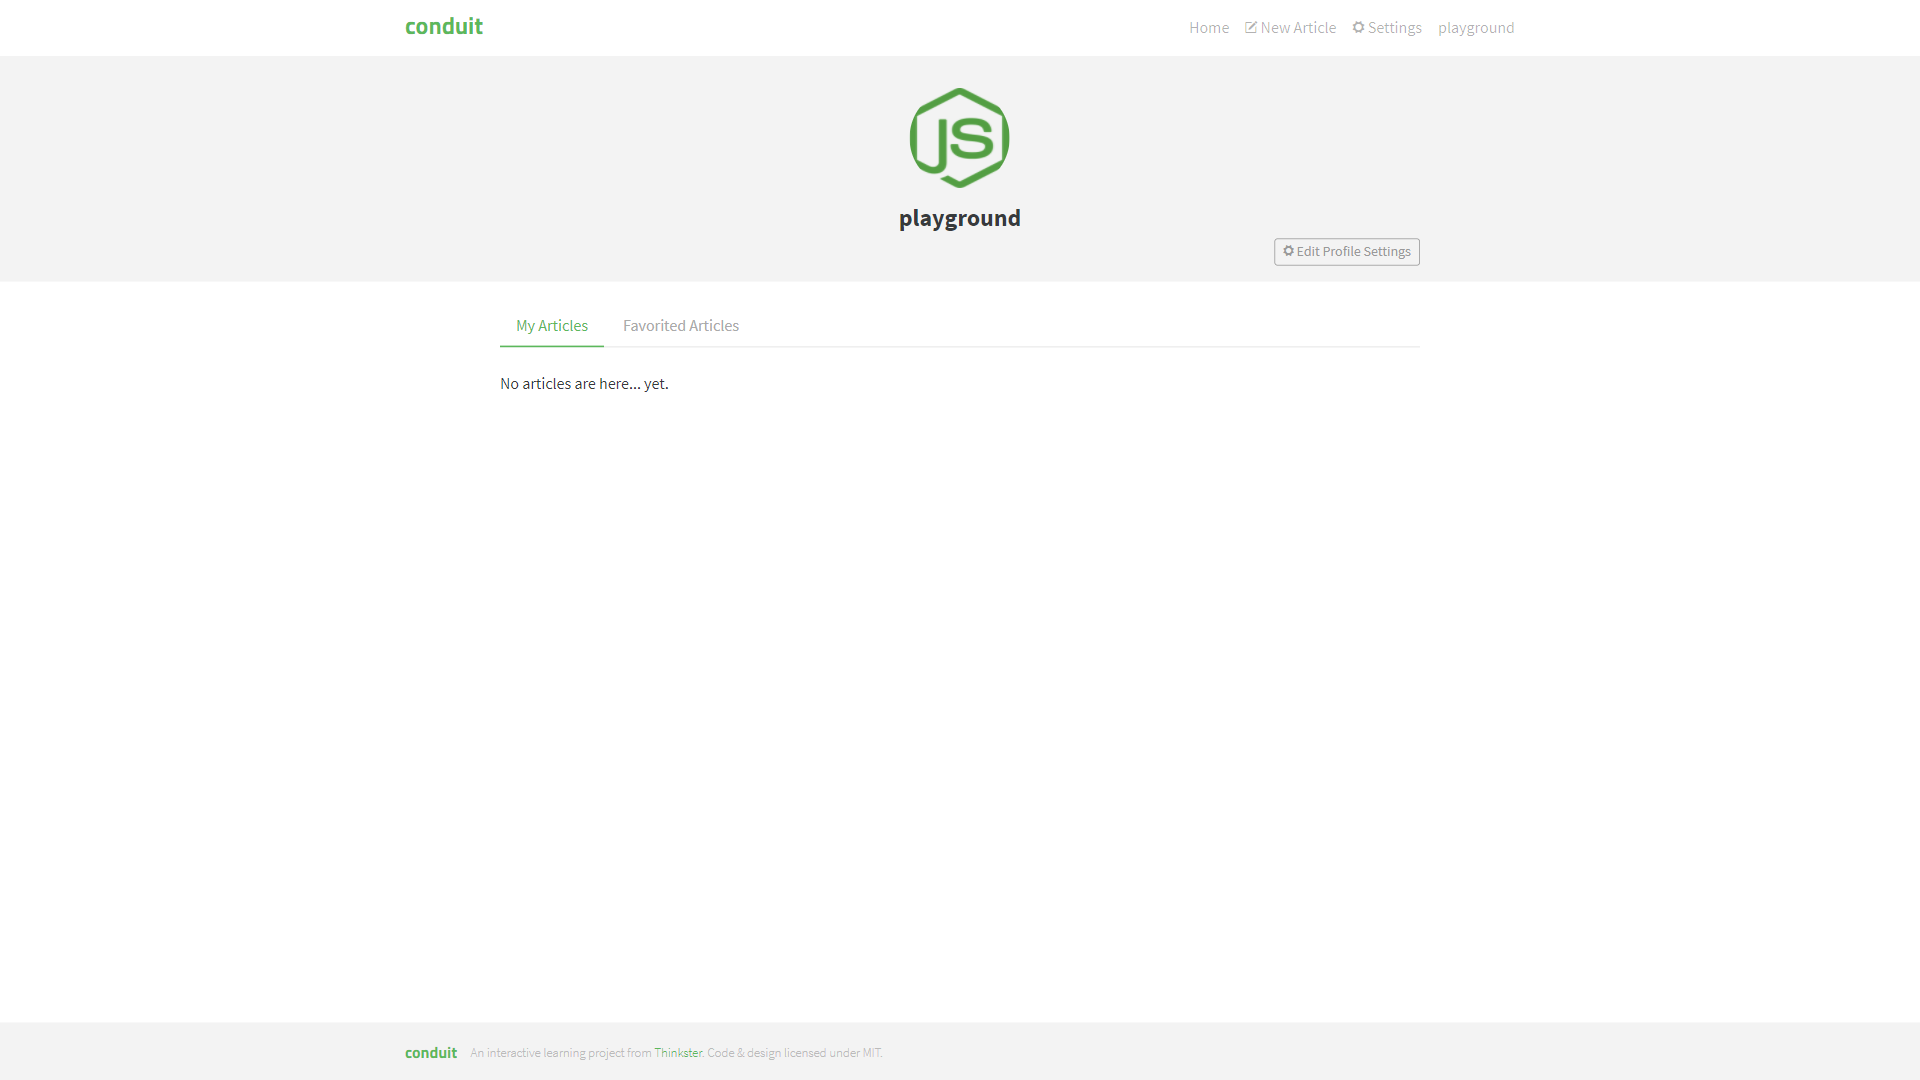 conduit
Home New Article Settings playground
JS
playground
Edit Profile Settings
My Articles Favorited Articles
No articles are here... yet.
conduit An interactive learning project from Thinkster. Code & design licensed under MIT.